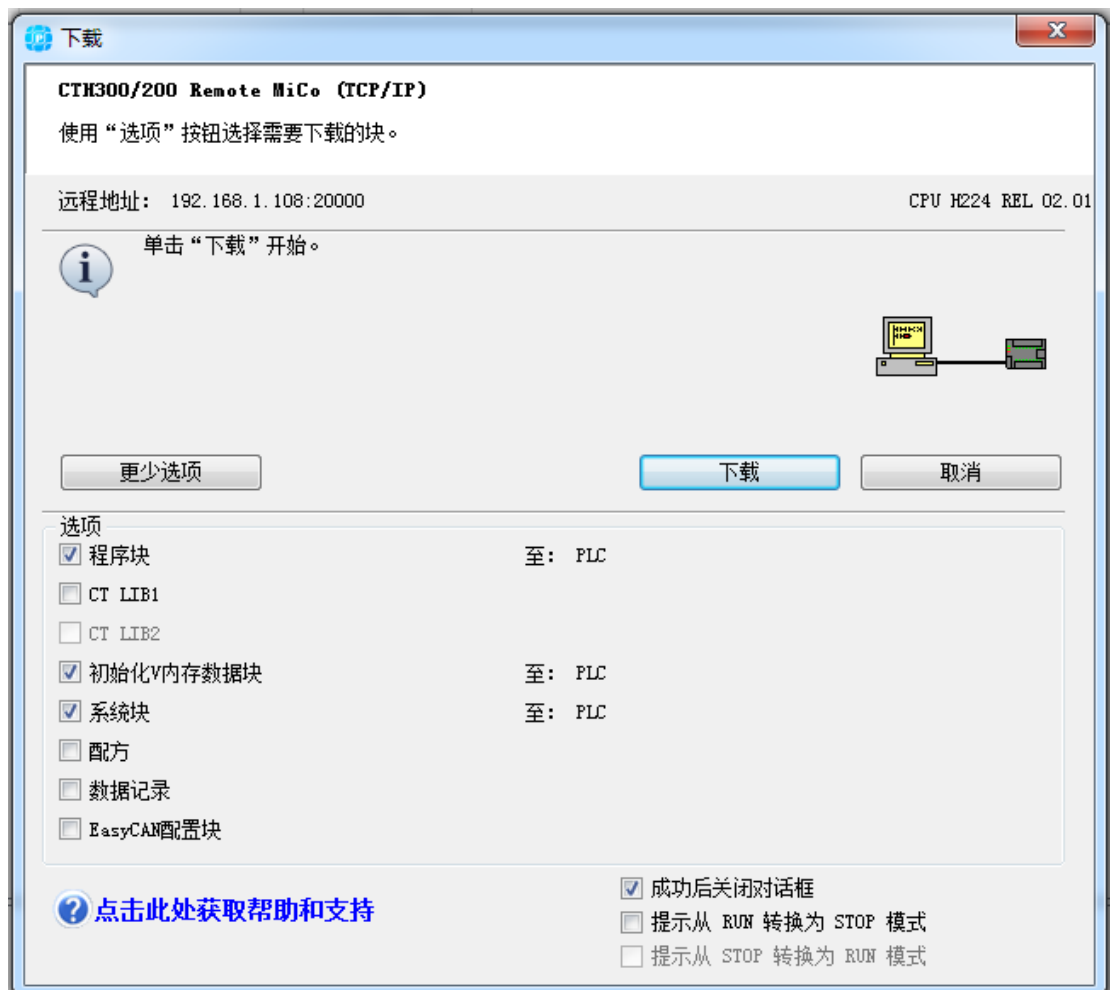 下载
CTH300/200 Remote MiCo (TCP/IP)
使用“选项”按钮选择需要下载的块。
远程地址： 192.168.1.108:20000
CPU H224 REL 02.01
单击“下载”开始。
更少选项
下载
取消
选项
程序块 至： PLC
CT LIB1
CT LIB2
初始化V内存数据块 至： PLC
系统块 至： PLC
配方
数据记录
EasyCAN配置块
点击此处获取帮助和支持
成功后关闭对话框
提示从 RUN 转换为 STOP 模式
提示从 STOP 转换为 RUN 模式